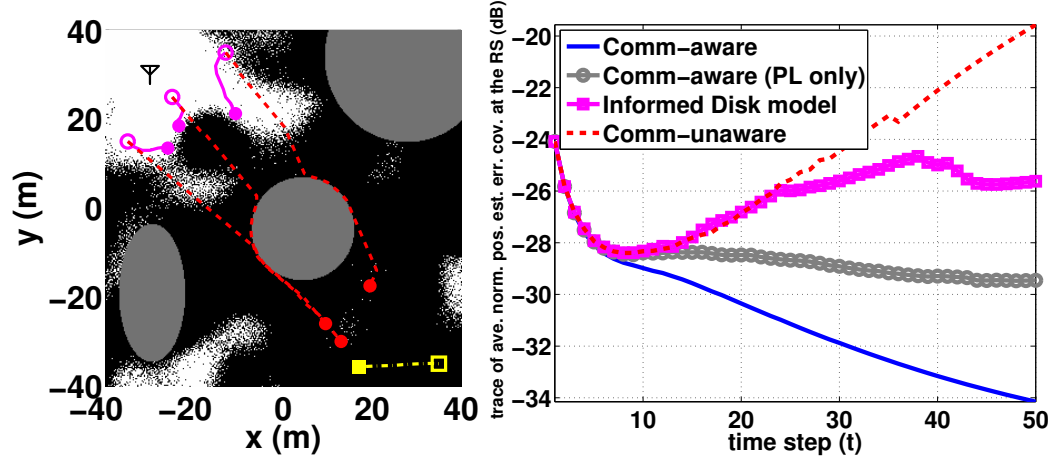 40
20
0
−20
−40
−38
−20
0
20
40
y (m)
x (m)
trace of ave. norm. pos. est. err. cov. at the RS (dB)
−20
−22
−24
−26
−28
−30
−32
−34
Comm−aware
Comm−aware (PL only)
Informed Disk model
Comm−unaware
10
20
30
40
50
time step (t)